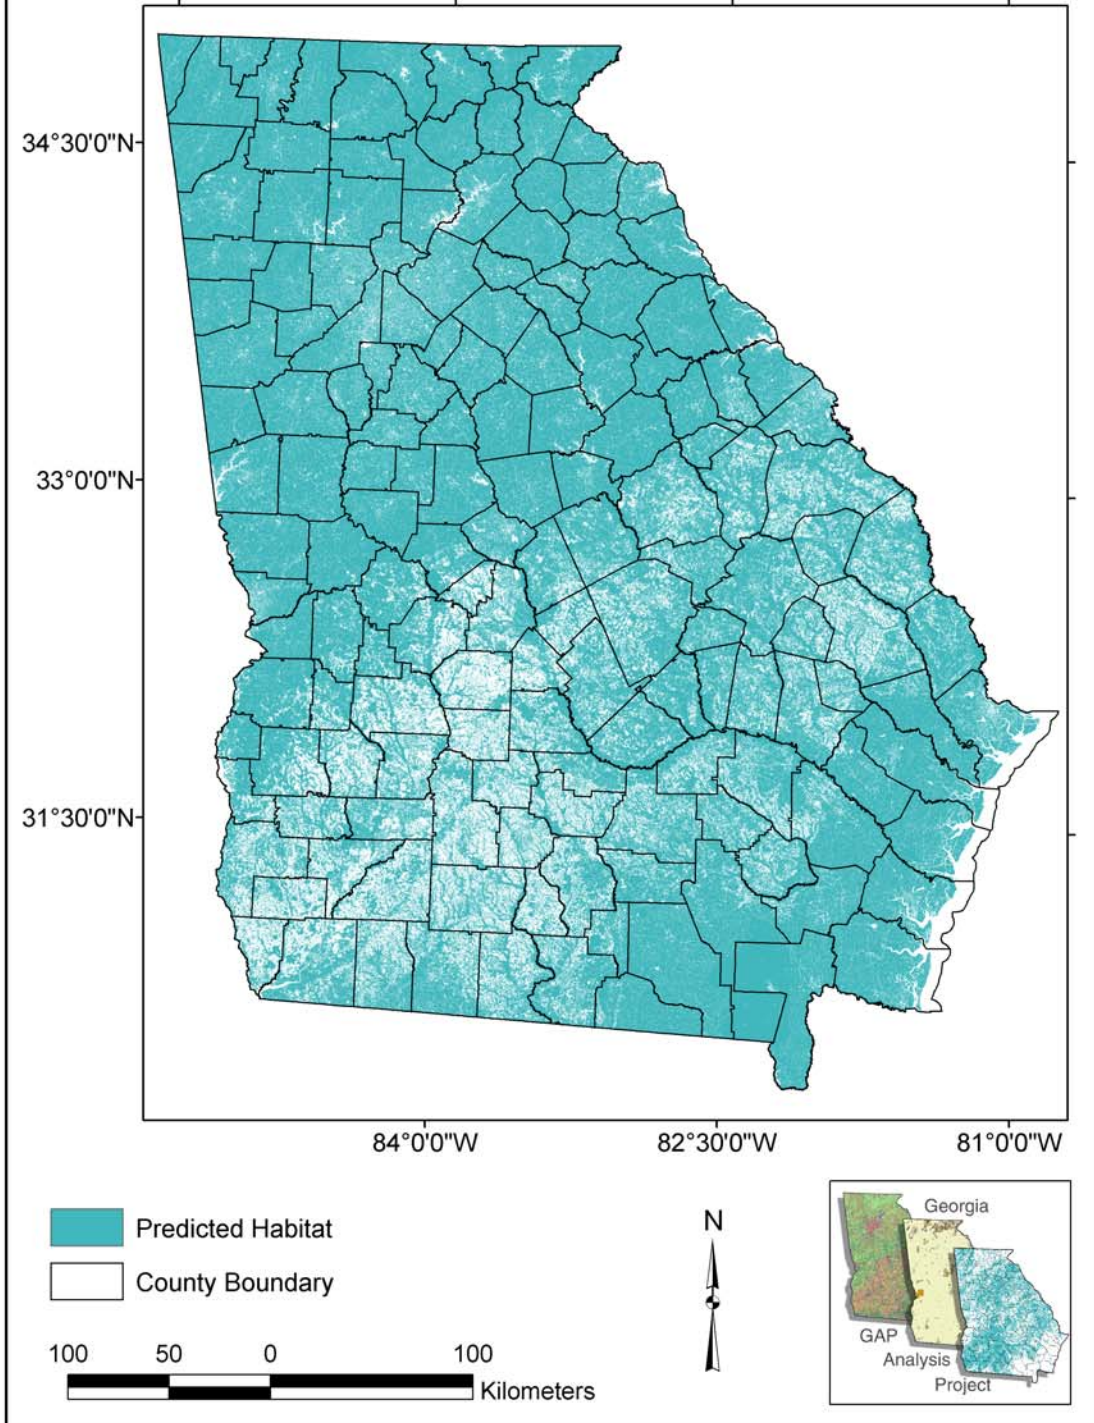 34°30'0"N
33°0'0"N
31°30'0"N
84°0'0"W 82°30'0"W 81°0'0"W
Predicted Habitat
County Boundary
N
100 50 0 100
Kilometers
Georgia
GAP
Analysis
Project